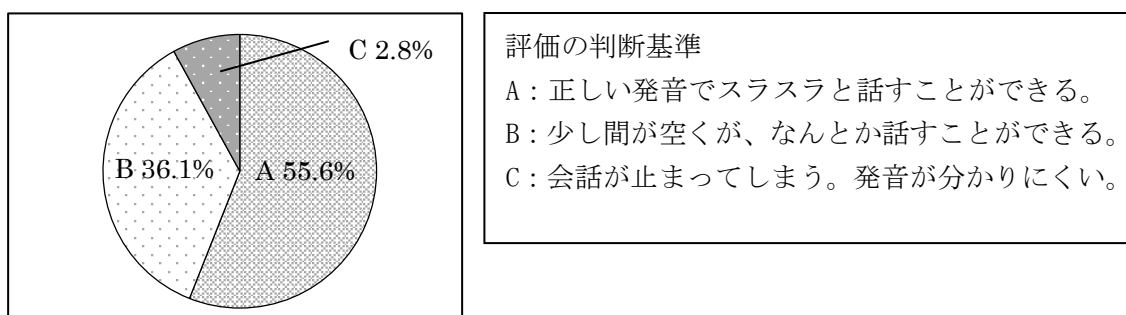 C 2.8%
B 36.1%
A 55.6%
評価の判断基準
A：正しい発音でスラスラと話すことができる。
B：少し間が空くが、なんとか話すことができる。
C：会話が止まってしまう。発音が分かりにくい。